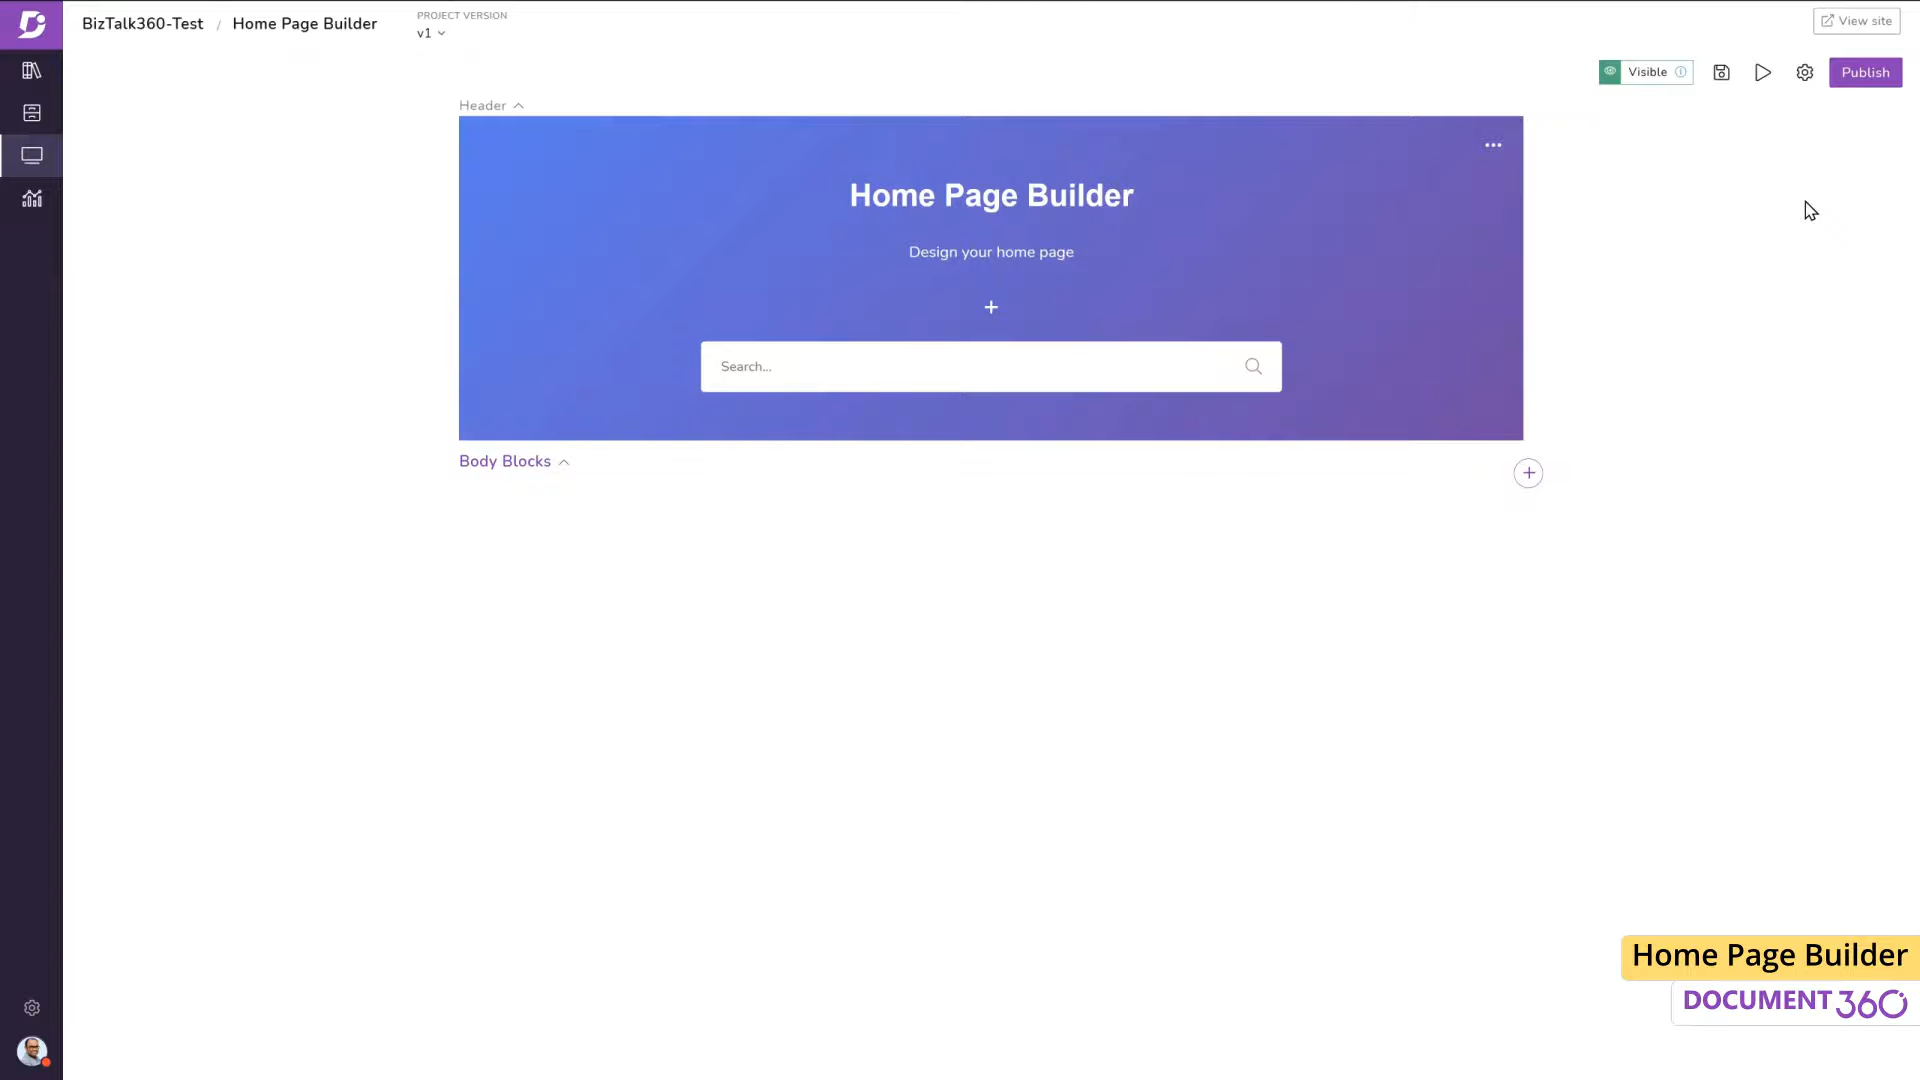 BizTalk360-Test / Home Page Builder
PROJECT VERSION
v1
View site
Visible
Publish
Header
Home Page Builder
Design your home page
Search...
Body Blocks
Home Page Builder
DOCUMENT360